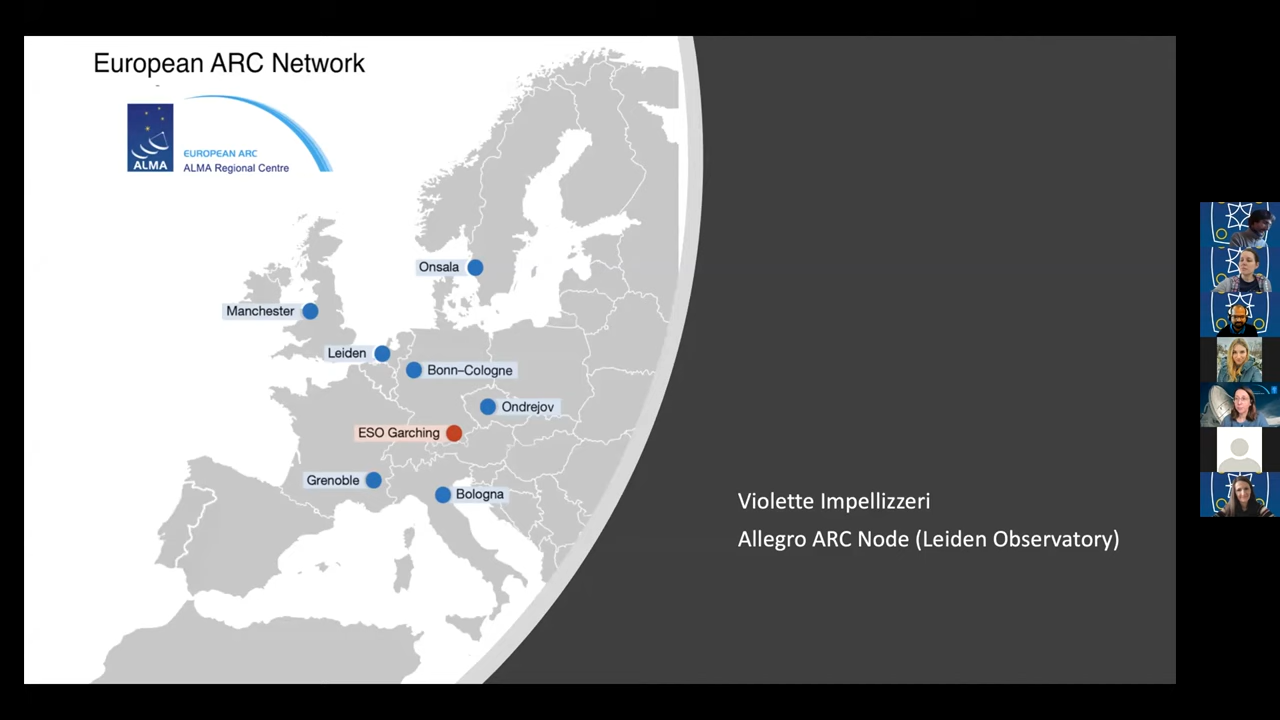 European ARC Network
ALMA
EUROPEAN ARC
ALMA Regional Centre
Onsala
Manchester
Leiden
Bonn–Cologne
Ondrejov
ESO Garching
Grenoble
Bologna
Violette Impellizzeri
Allegro ARC Node (Leiden Observatory)